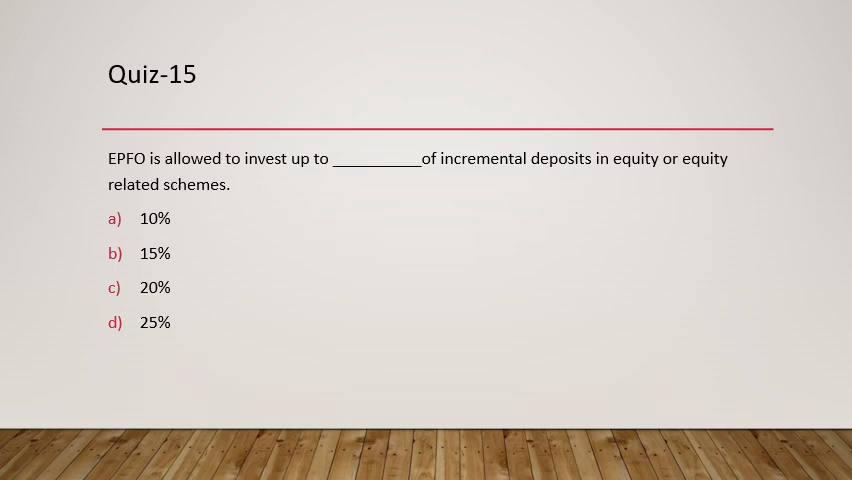 Quiz-15
EPFO is allowed to invest up to __________of incremental deposits in equity or equity
related schemes.
a) 10%
b) 15%
c) 20%
d) 25%